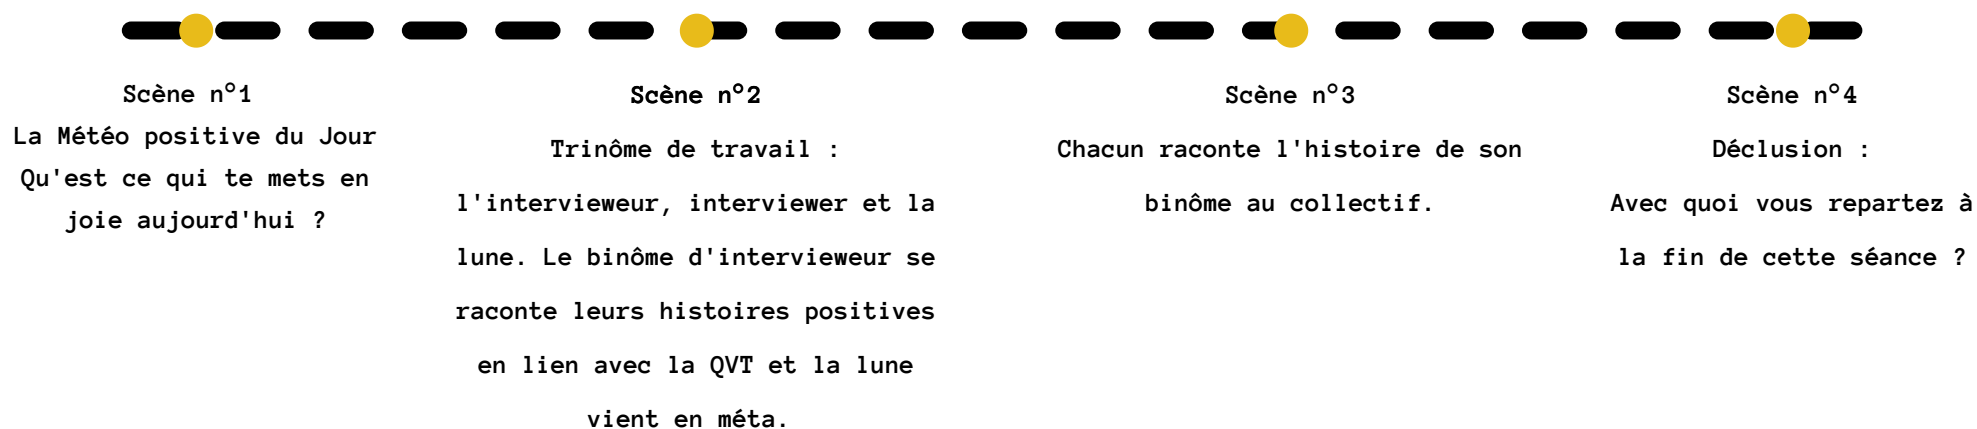 Scène n°1
La Météo positive du Jour
Qu'est ce qui te mets en
joie aujourd'hui ?
Scène n°2
Trinôme de travail :
l'intervieweur, interviewer et la
lune. Le binôme d'intervieweur se
raconte leurs histoires positives
en lien avec la QVT et la lune
vient en méta.
Scène n°3
Chacun raconte l'histoire de son
binôme au collectif.
Scène n°4
Déclusion :
Avec quoi vous repartez à
la fin de cette séance ?